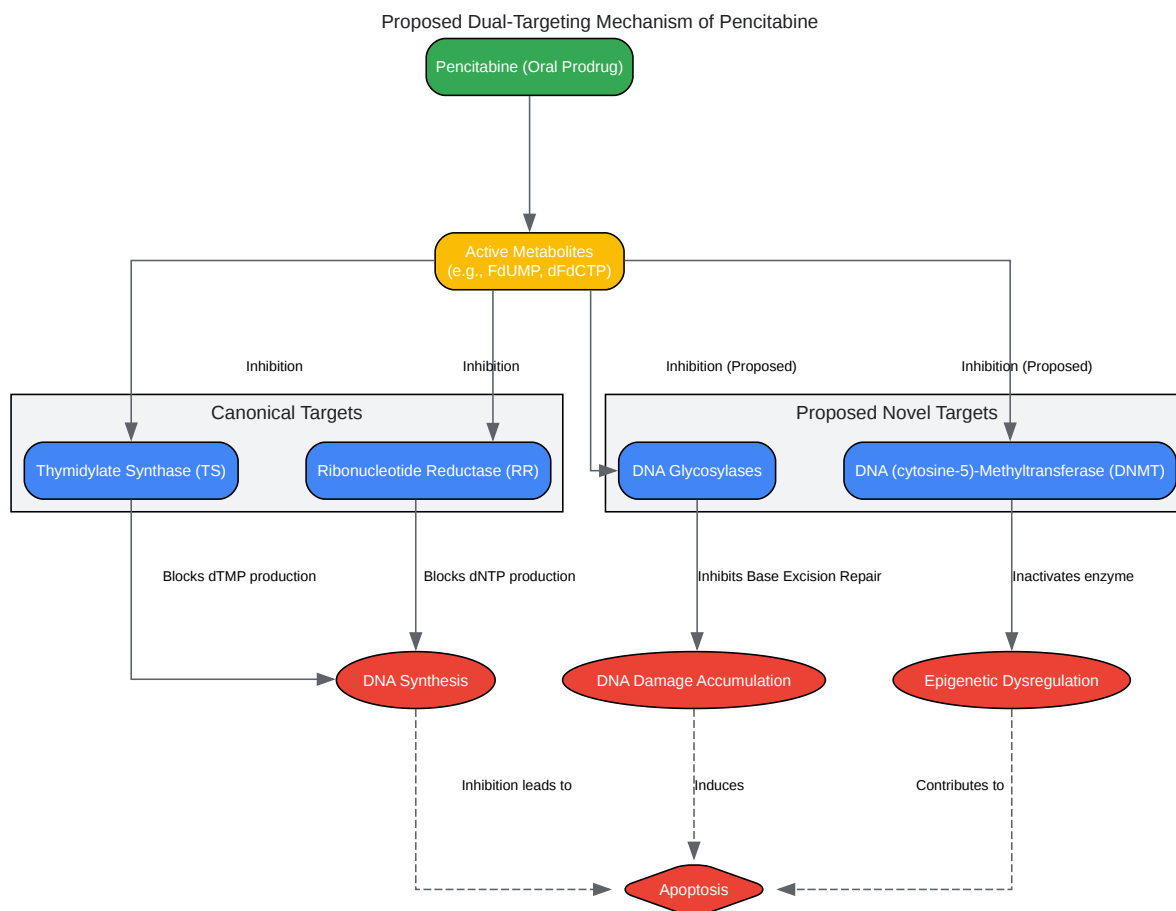 Proposed Dual-Targeting Mechanism of Pencitabine
Pencitabine (Oral Prodrug)
Active Metabolites
(e.g., FdUMP, dFdCTP)
Inhibition
Inhibition
Inhibition (Proposed)
Inhibition (Proposed)
Canonical Targets
Proposed Novel Targets
Thymidylate Synthase (TS)
Ribonucleotide Reductase (RR)
DNA Glycosylases
DNA (cytosine-5)-Methyltransferase (DNMT)
Blocks dTMP production
Blocks dNTP production
Inhibits Base Excision Repair
Inactivates enzyme
DNA Synthesis
DNA Damage Accumulation
Epigenetic Dysregulation
Inhibition leads to
Induces
Contributes to
Apoptosis